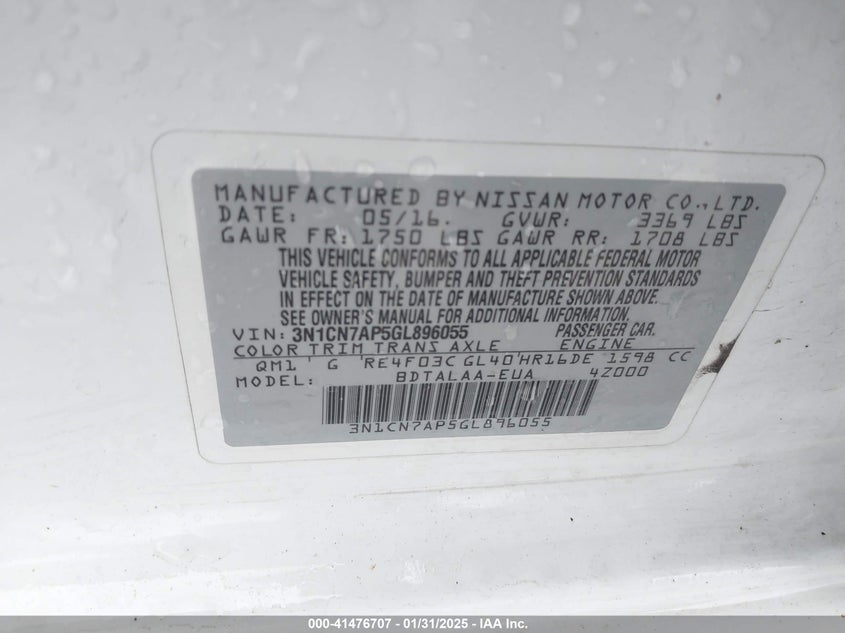 MANUFACTURED BY NISSAN MOTOR CO., LTD.
DATE: 05/16. GVWR: 3369 LBS
GAWR FR: 1750 LBS GAWR RR: 1708 LBS
THIS VEHICLE CONFORMS TO ALL APPLICABLE FEDERAL MOTOR
VEHICLE SAFETY, BUMPER AND THEFT PREVENTION STANDARDS
IN EFFECT ON THE DATE OF MANUFACTURE SHOWN ABOVE.
SEE OWNER'S MANUAL FOR ADDITIONAL INFORMATION.
VIN: 3N1CN7AP5GL896055 PASSENGER CAR.
COLOR TRIM TRANS AXLE ENGINE
QM1 G RE4F03C GL40 HR16DE 1598 CC
MODEL: BDTALAA-EUA 4Z000
3N1CN7AP5GL896055
000-41476707 - 01/31/2025 - IAA Inc.